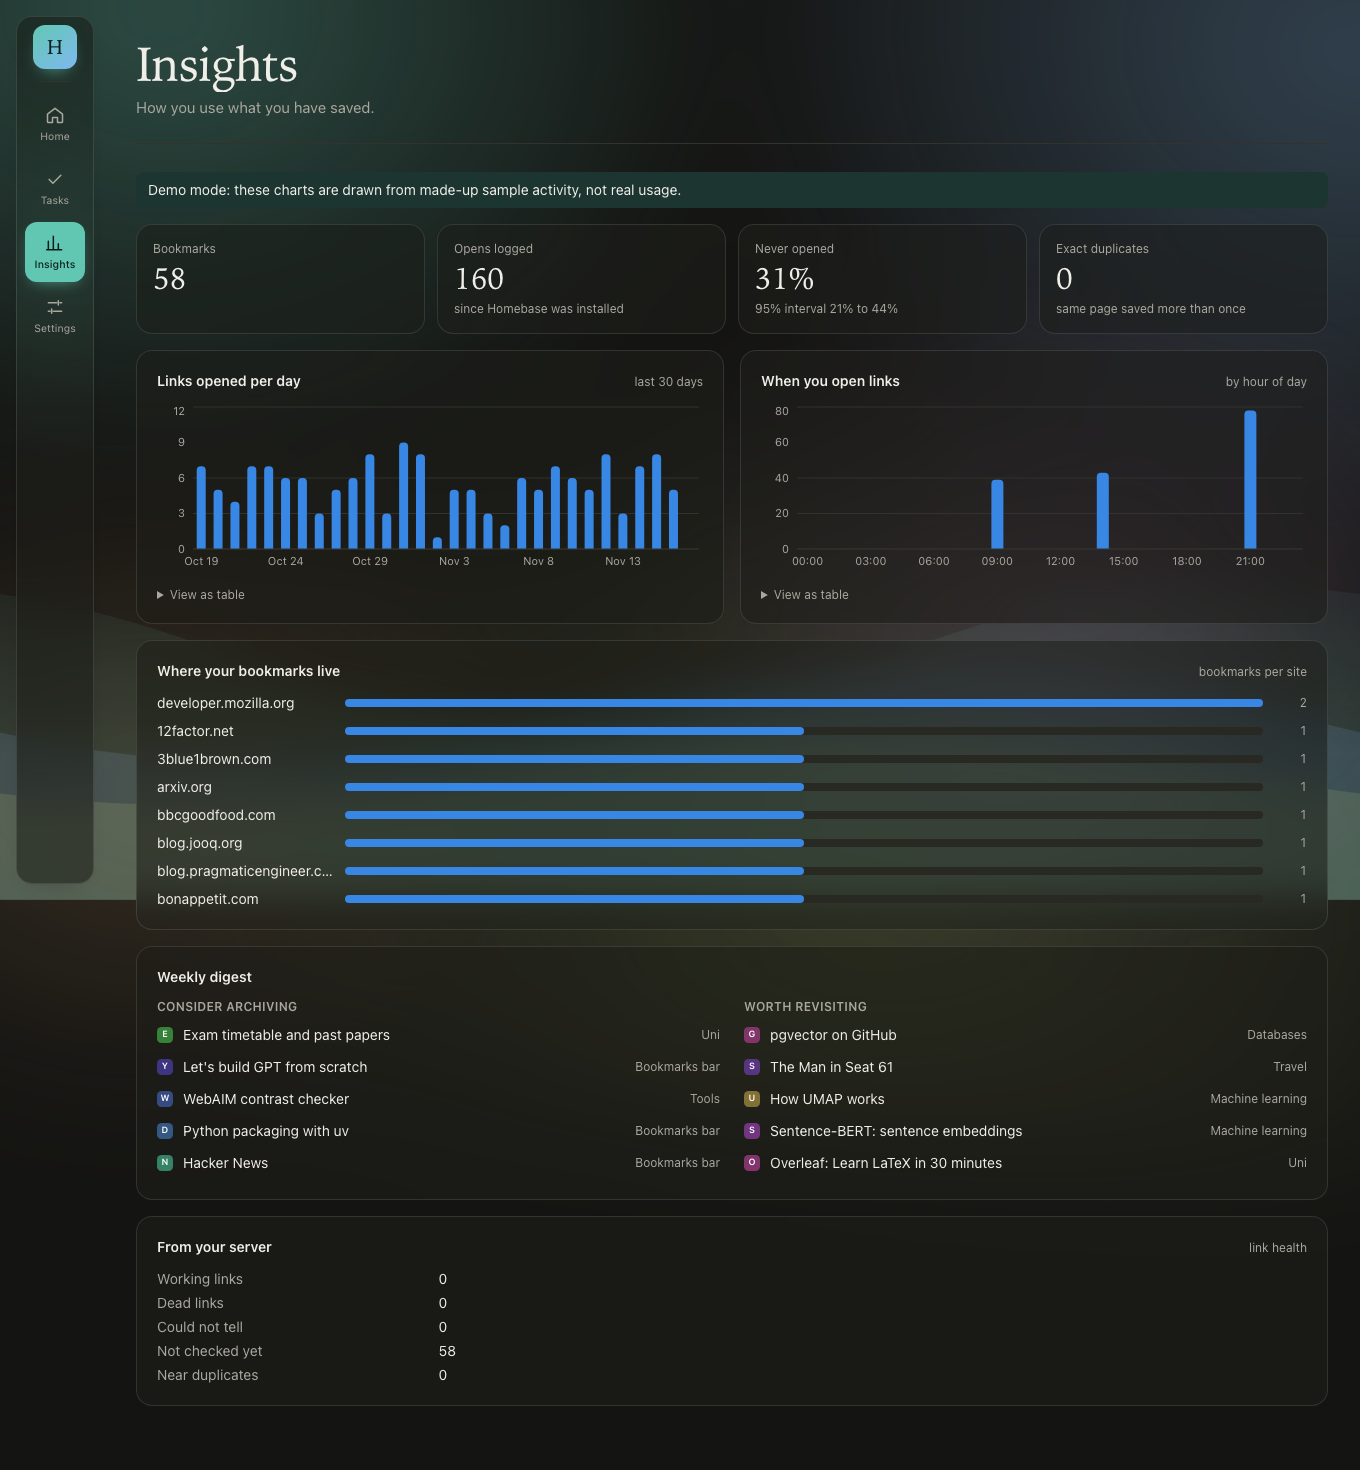 H
Home
Tasks
Insights
Settings
Insights
How you use what you have saved.
Demo mode: these charts are drawn from made-up sample activity, not real usage.
Bookmarks
58
Opens logged
160
since Homebase was installed
Never opened
31%
95% interval 21% to 44%
Exact duplicates
0
same page saved more than once
Links opened per day
last 30 days
12
9
6
3
0
Oct 19 Oct 24 Oct 29 Nov 3 Nov 8 Nov 13
View as table
When you open links
by hour of day
80
60
40
20
0
00:00 03:00 06:00 09:00 12:00 15:00 18:00 21:00
View as table
Where your bookmarks live
bookmarks per site
developer.mozilla.org 2
12factor.net 1
3blue1brown.com 1
arxiv.org 1
bbcgoodfood.com 1
blog.jooq.org 1
blog.pragmaticengineer.c... 1
bonappetit.com 1
Weekly digest
CONSIDER ARCHIVING
E Exam timetable and past papers Uni
Y Let's build GPT from scratch Bookmarks bar
W WebAIM contrast checker Tools
D Python packaging with uv Bookmarks bar
N Hacker News Bookmarks bar
WORTH REVISITING
G pgvector on GitHub Databases
S The Man in Seat 61 Travel
U How UMAP works Machine learning
S Sentence-BERT: sentence embeddings Machine learning
O Overleaf: Learn LaTeX in 30 minutes Uni
From your server
link health
Working links 0
Dead links 0
Could not tell 0
Not checked yet 58
Near duplicates 0